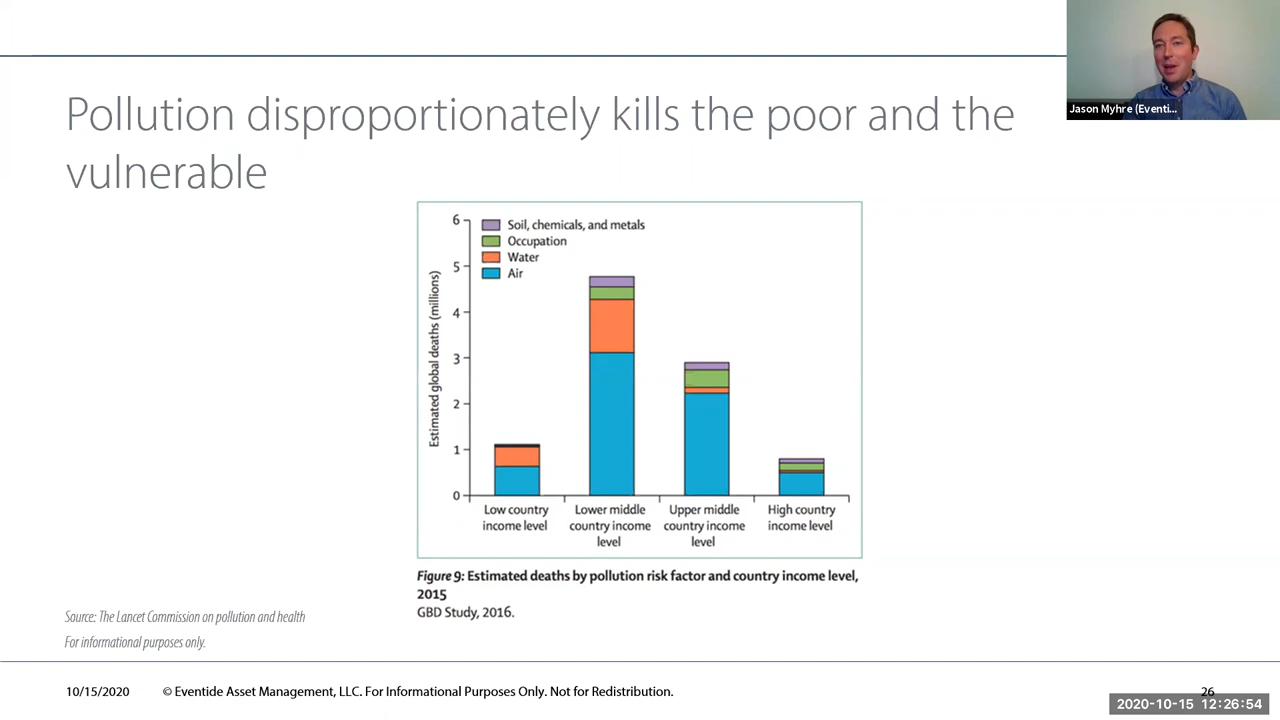 Jason Myhre (Eventi...
Pollution disproportionately kills the poor and the
vulnerable
6
5
4
3
2
1
0
Estimated global deaths (millions)
Soil, chemicals, and metals
Occupation
Water
Air
Low country
income level
Lower middle
country income
level
Upper middle
country income
level
High country
income level
Figure 9: Estimated deaths by pollution risk factor and country income level,
2015
GBD Study, 2016.
Source: The Lancet Commission on pollution and health
For informational purposes only.
10/15/2020
© Eventide Asset Management, LLC. For Informational Purposes Only. Not for Redistribution.
26
2020-10-15 12:26:54